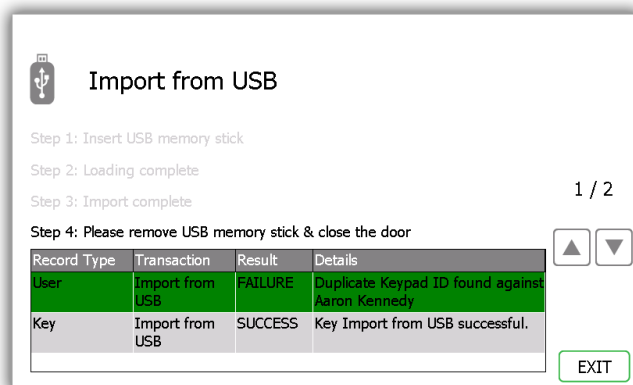 Import from USB
Step 1: Insert USB memory stick
Step 2: Loading complete
Step 3: Import complete
1 / 2
Step 4: Please remove USB memory stick & close the door
Record Type Transaction Result Details
User Import from USB FAILURE Duplicate Keypad ID found against Aaron Kennedy
Key Import from USB SUCCESS Key Import from USB successful.
EXIT